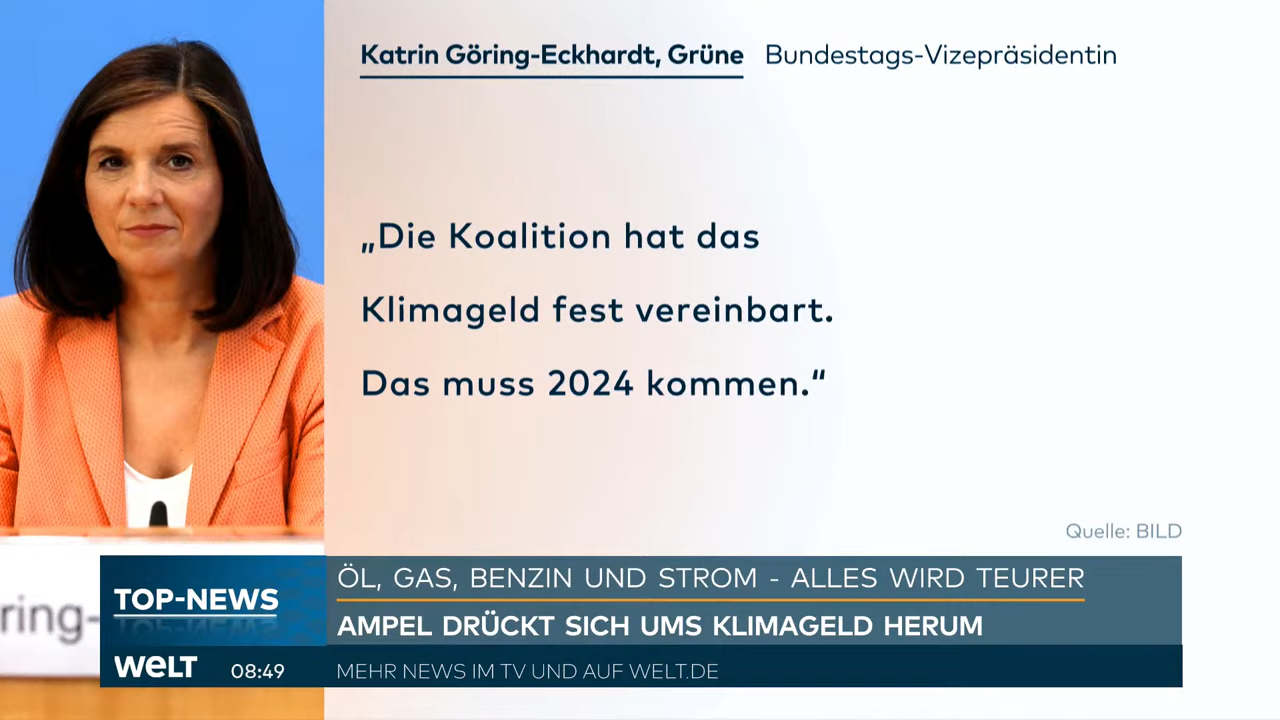 Katrin Göring-Eckhardt, Grüne Bundestags-Vizepräsidentin
„Die Koalition hat das
Klimageld fest vereinbart.
Das muss 2024 kommen.“
Quelle: BILD
ring-
TOP-NEWS
ÖL, GAS, BENZIN UND STROM - ALLES WIRD TEURER
AMPEL DRÜCKT SICH UMS KLIMAGELD HERUM
WELT 08:49 MEHR NEWS IM TV UND AUF WELT.DE